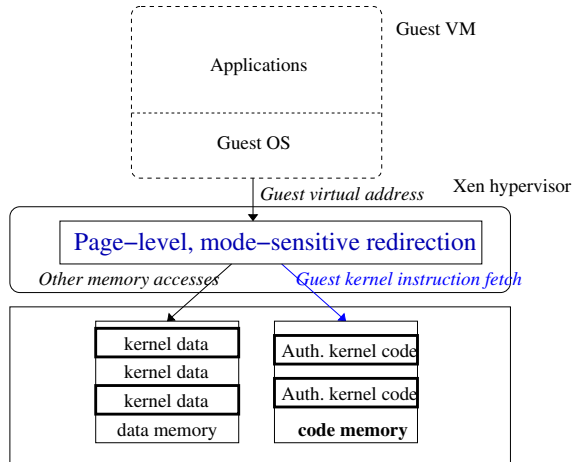 Guest VM
Applications
Guest OS
Guest virtual address
Xen hypervisor
Page−level, mode−sensitive redirection
Other memory accesses
Guest kernel instruction fetch
kernel data
kernel data
kernel data
data memory
Auth. kernel code
Auth. kernel code
code memory